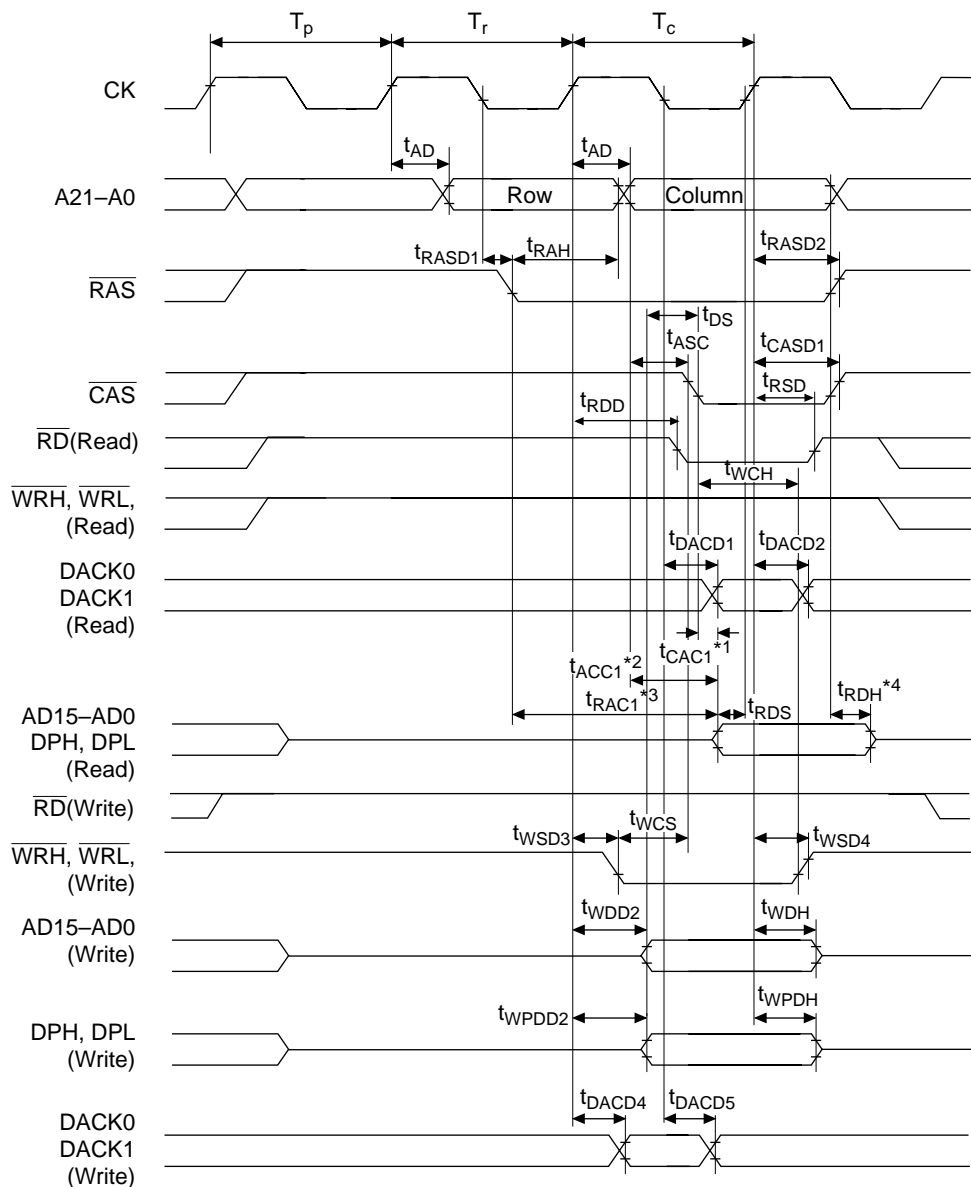 Tp Tr Tc
CK
tAD tAD
A21–A0 Row Column
tRASD1 tRAH tRASD2
RAS
tDS
tASC tCASD1
CAS tRSD
tRDD
RD(Read)
tWCH
WRH, WRL,
(Read)
tDACD1 tDACD2
DACK0
DACK1
(Read)
tCAC1*1
tACC1*2
tRAC1*3 tRDS tRDH*4
AD15–AD0
DPH, DPL
(Read)
RD(Write)
tWSD3 tWCS tWSD4
WRH, WRL,
(Write)
tWDD2 tWDH
AD15–AD0
(Write)
tWPDD2 tWPDH
DPH, DPL
(Write)
tDACD4 tDACD5
DACK0
DACK1
(Write)